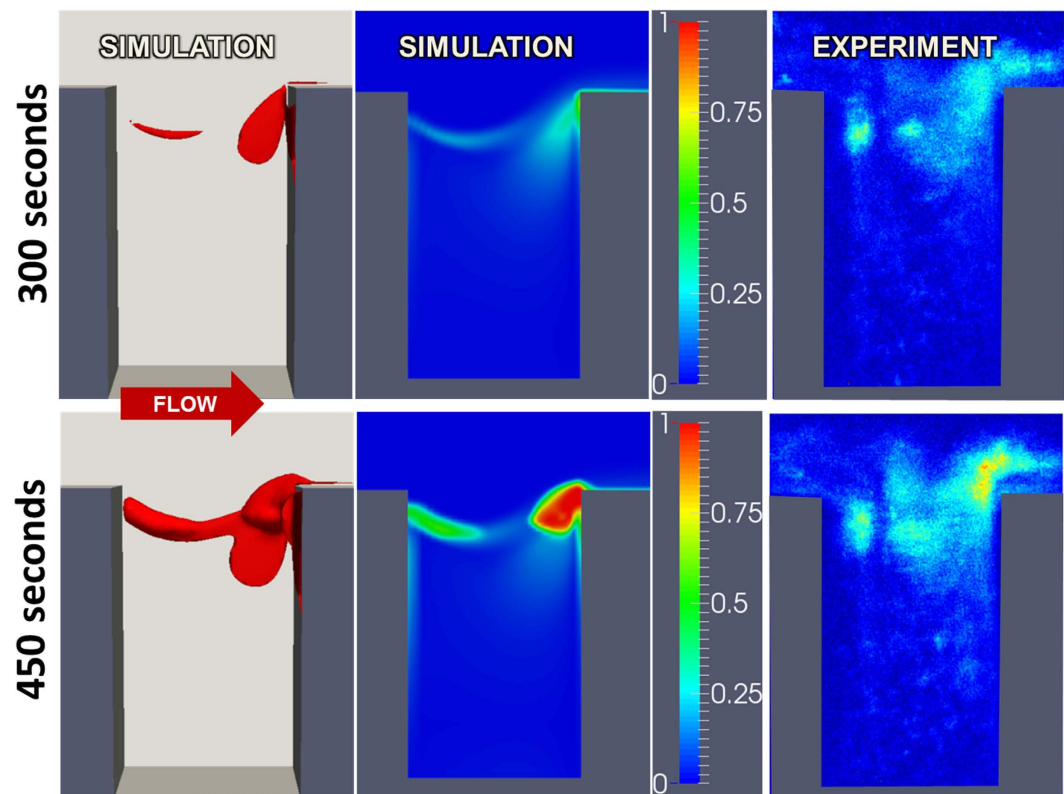 SIMULATION
SIMULATION
EXPERIMENT
300 seconds
1
0.75
0.5
0.25
0
FLOW
450 seconds
1
0.75
0.5
0.25
0